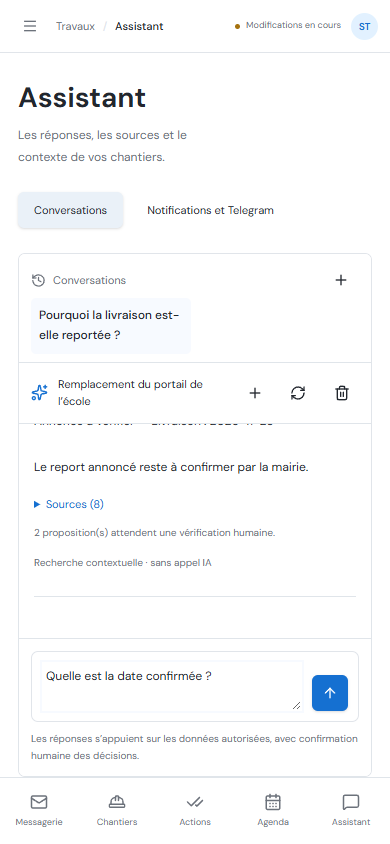 Travaux / Assistant
Modifications en cours
ST
Assistant
Les réponses, les sources et le
contexte de vos chantiers.
Conversations
Notifications et Telegram
Conversations
Pourquoi la livraison est-
elle reportée ?
Remplacement du portail de
l'école
Le report annoncé reste à confirmer par la mairie.
Sources (8)
2 proposition(s) attendent une vérification humaine.
Recherche contextuelle · sans appel IA
Quelle est la date confirmée ?
Les réponses s'appuient sur les données autorisées, avec confirmation
humaine des décisions.
Messagerie
Chantiers
Actions
Agenda
Assistant